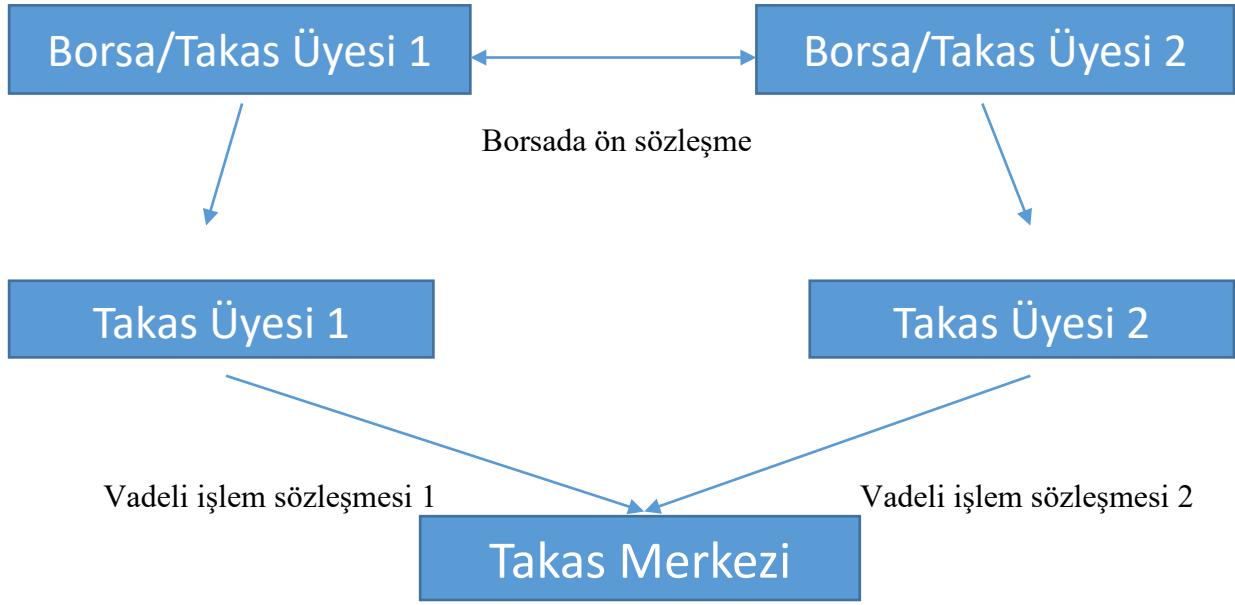 Borsa/Takas Üyesi 1
Borsa/Takas Üyesi 2
Borsada ön sözleşme
Takas Üyesi 1
Takas Üyesi 2
Vadeli işlem sözleşmesi 1
Vadeli işlem sözleşmesi 2
Takas Merkezi